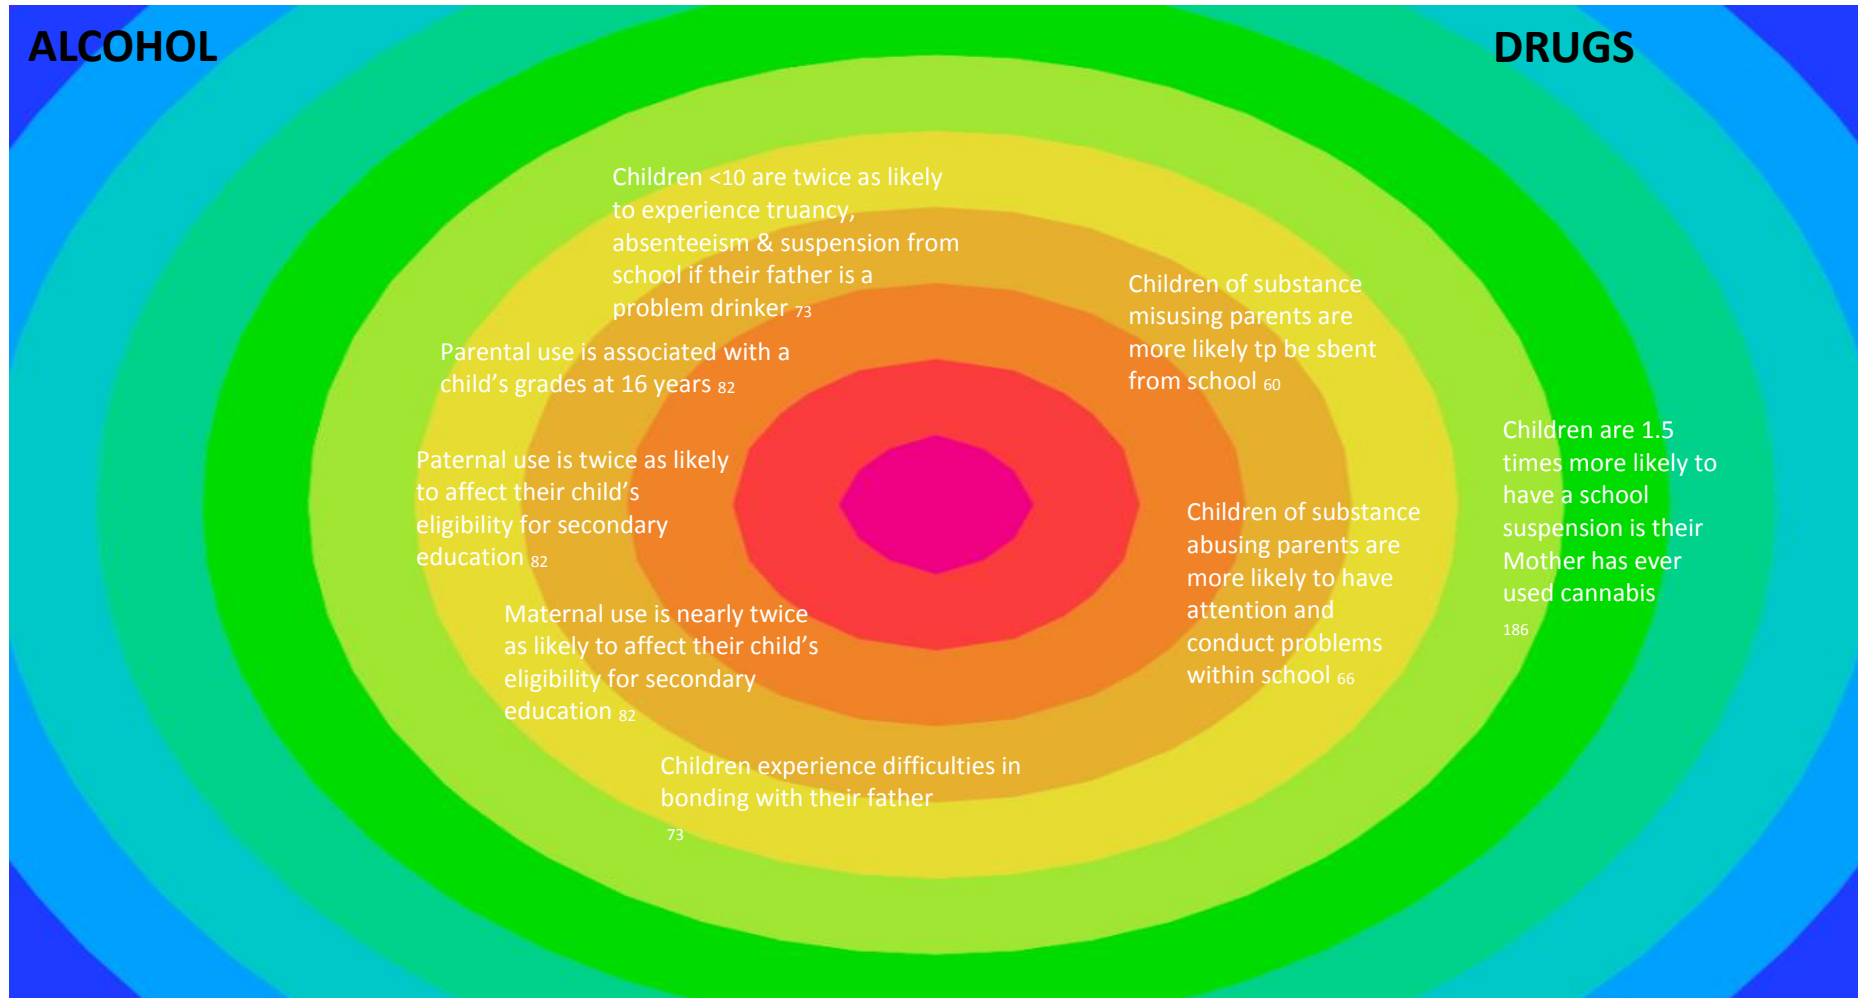 ALCOHOL
DRUGS
Children <10 are twice as likely
to experience truancy,
absenteeism & suspension from
school if their father is a
problem drinker 73
Parental use is associated with a
child’s grades at 16 years 82
Paternal use is twice as likely
to affect their child’s
eligibility for secondary
education 82
Maternal use is nearly twice
as likely to affect their child’s
eligibility for secondary
education 82
Children experience difficulties in
bonding with their father
73
Children of substance
misusing parents are
more likely tp be sbent
from school 60
Children of substance
abusing parents are
more likely to have
attention and
conduct problems
within school 66
Children are 1.5
times more likely to
have a school
suspension is their
Mother has ever
used cannabis
186